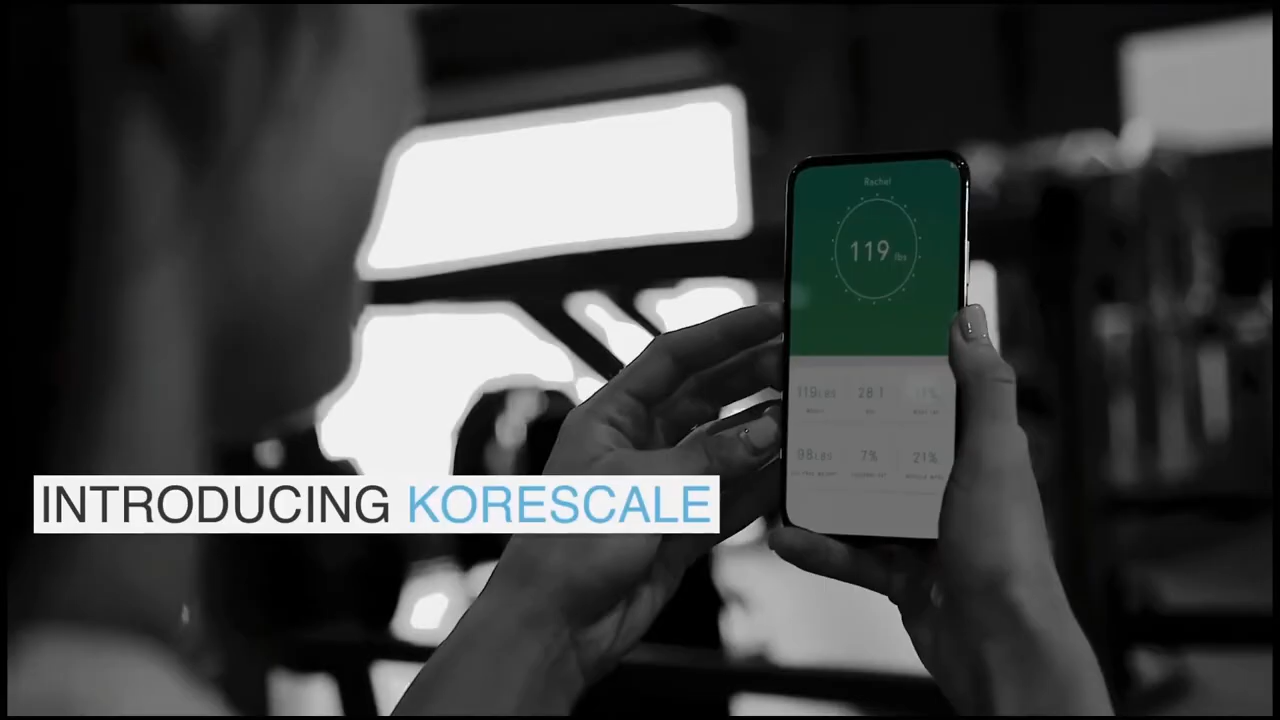 Rachel
119 lbs
119LBS 28.1
98LBS 7% 21%
INTRODUCING KORESCALE